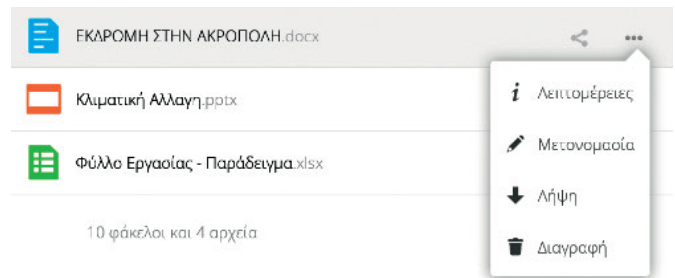 ΕΚΔΡΟΜΗ ΣΤΗΝ ΑΚΡΟΠΟΛΗ.docx
Λεπτομέρειες
Κλιματική Αλλαγη.pptx
Μετονομασία
Φύλλο Εργασίας - Παράδειγμα.xlsx
Λήψη
10 φάκελοι και 4 αρχεία
Διαγραφή